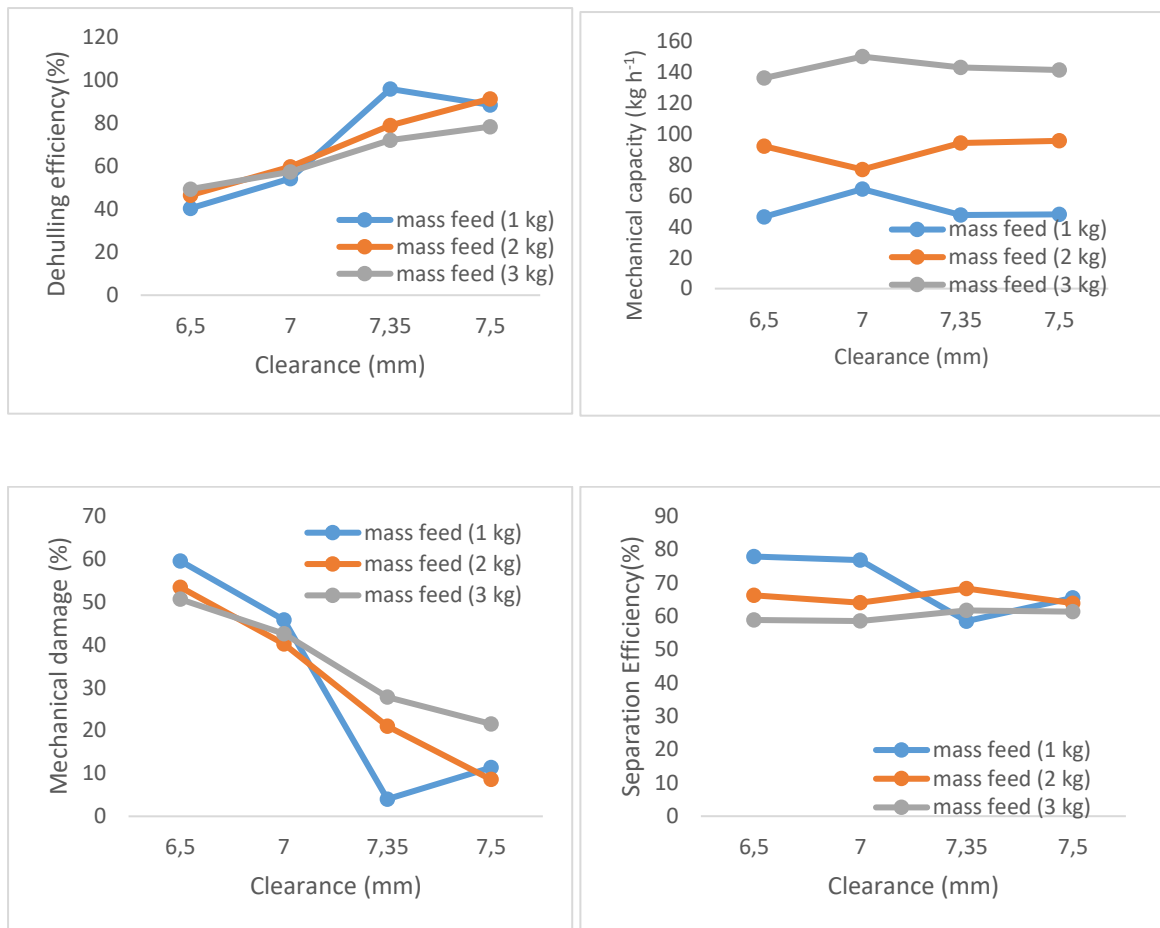 Dehulling efficiency(%)
120
100
80
60
40
20
0
mass feed (1 kg)
mass feed (2 kg)
mass feed (3 kg)
6,5 7 7,35 7,5
Clearance (mm)
Mechanical capacity (kg h⁻¹)
160
140
120
100
80
60
40
20
0
mass feed (1 kg)
mass feed (2 kg)
mass feed (3 kg)
6,5 7 7,35 7,5
Clearance (mm)
Mechanical damage (%)
70
60
50
40
30
20
10
0
mass feed (1 kg)
mass feed (2 kg)
mass feed (3 kg)
6,5 7 7,35 7,5
Clearance (mm)
Separation Efficiency(%)
90
80
70
60
50
40
30
20
10
0
mass feed (1 kg)
mass feed (2 kg)
mass feed (3 kg)
6,5 7 7,35 7,5
Clearance (mm)